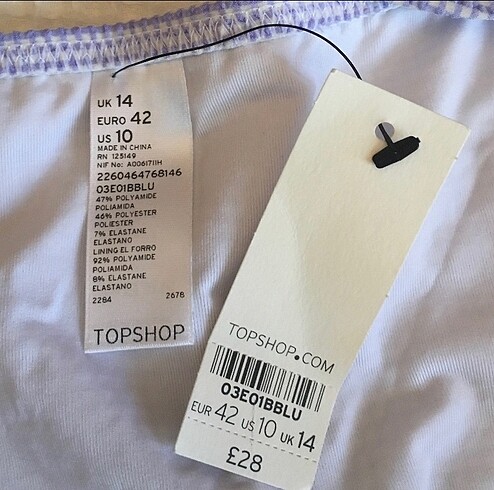 UK 14
EURO 42
US 10
MADE IN CHINA
RN 125149
NIF No: A0061711H
2260464768146
03E01BBLU
47% POLYAMIDE
POLIAMIDA
46% POLYESTER
POLIESTER
7% ELASTANE
ELASTANO
LINING EL FORRO
92% POLYAMIDE
POLIAMIDA
8% ELASTANE
ELASTANO
2284 2678
TOPSHOP
TOPSHOP.COM
03E01BBLU
EUR 42 US 10 UK 14
£28